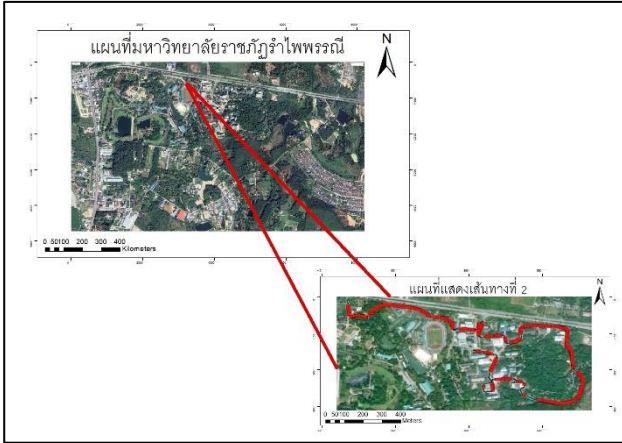 แผนที่มหาวิทยาลัยราชภัฏรำไพพรรณี
N
0 50100 200 300 400
Kilometers
แผนที่แสดงเส้นทางที่ 2
N
0 50100 200 300 400
Meters